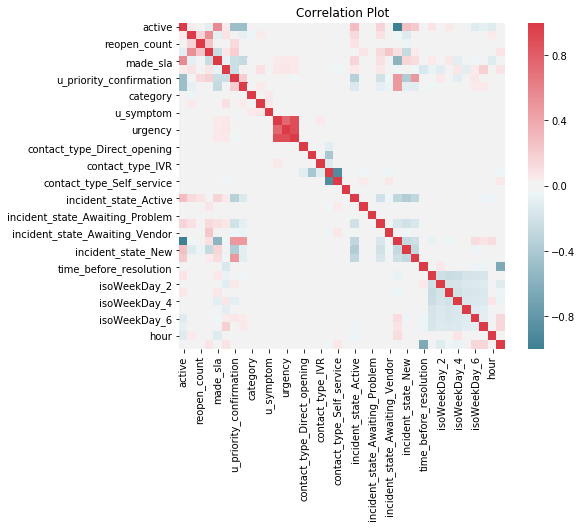 Correlation Plot
active
reopen_count
made_sla
u_priority_confirmation
category
u_symptom
urgency
contact_type_Direct_opening
contact_type_IVR
contact_type_Self_service
incident_state_Active
incident_state_Awaiting_Problem
incident_state_Awaiting_Vendor
incident_state_New
time_before_resolution
isoWeekDay_2
isoWeekDay_4
isoWeekDay_6
hour
active
reopen_count
made_sla
u_priority_confirmation
category
u_symptom
urgency
contact_type_Direct_opening
contact_type_IVR
contact_type_Self_service
incident_state_Active
incident_state_Awaiting_Problem
incident_state_Awaiting_Vendor
incident_state_New
time_before_resolution
isoWeekDay_2
isoWeekDay_4
isoWeekDay_6
hour
0.8
0.4
0.0
−0.4
−0.8